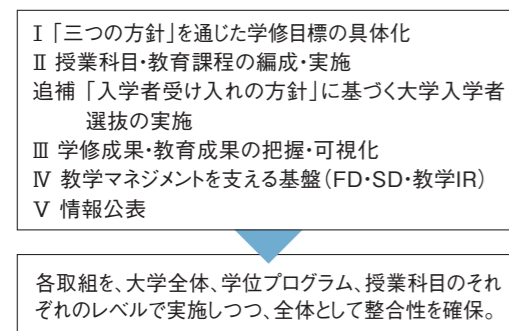 Ⅰ 「三つの方針」を通じた学修目標の具体化
Ⅱ 授業科目・教育課程の編成・実施
追補 「入学者受け入れの方針」に基づく大学入学者
選抜の実施
Ⅲ 学修成果・教育成果の把握・可視化
Ⅳ 教学マネジメントを支える基盤（FD・SD・教学IR）
Ⅴ 情報公表
各取組を、大学全体、学位プログラム、授業科目のそれ
ぞれのレベルで実施しつつ、全体として整合性を確保。